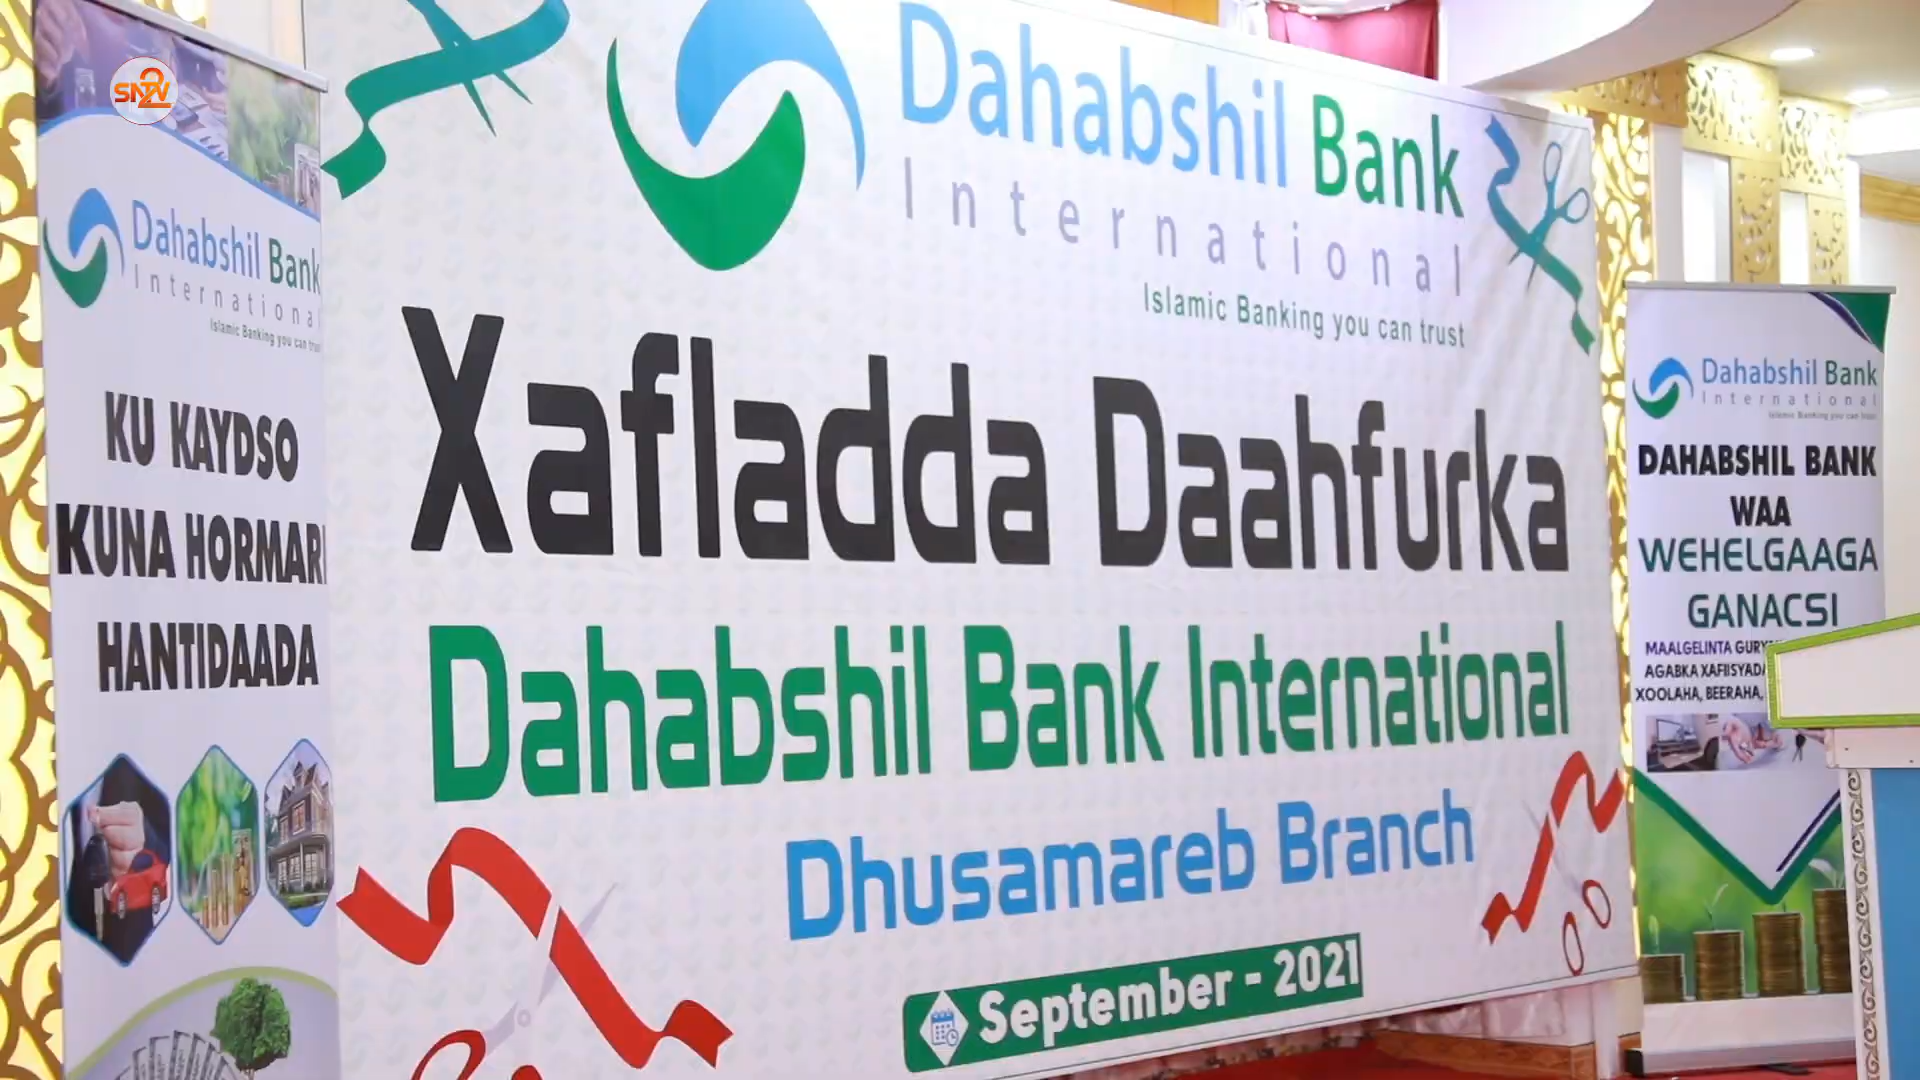 SNTV 2
Dahabshil Bank
International
Islamic Banking you can trust
KU KAYDSO
KUNA HORMARI
HANTIDAADA
Dahabshil Bank
International
Islamic Banking you can trust
Xafladda Daahfurka
Dahabshil Bank International
Dhusamareb Branch
September - 2021
Dahabshil Bank
International
Islamic Banking you can trust
DAHABSHIL BANK
WAA
WEHELGAAGA
GANACSI
MAALGELINTA
AGABKA XAFIISYADA
XOOLAHA, BEERAHA,